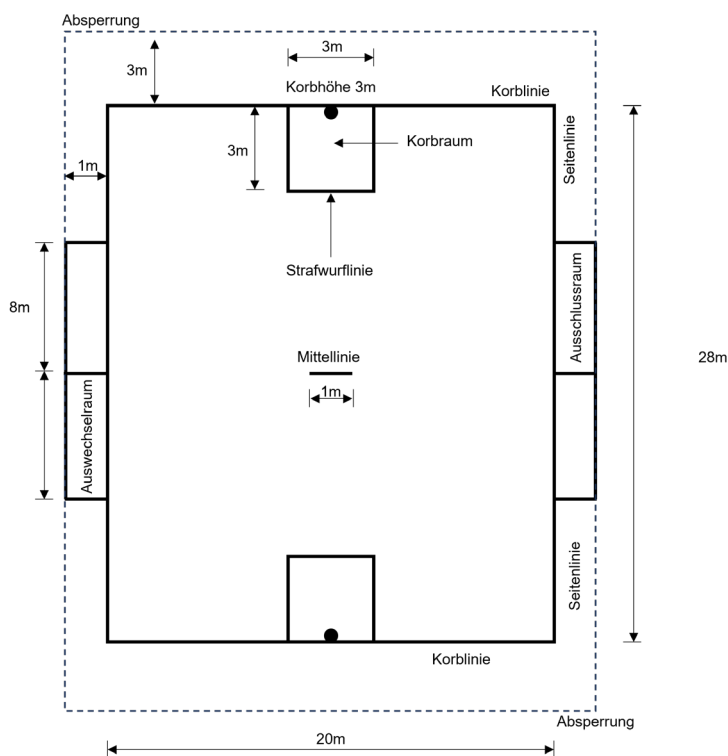 Absperrung
3m
3m
Korbhöhe 3m
Korblinie
3m
Korbraum
Seitenlinie
1m
Strafwurflinie
8m
Ausschlussraum
Mittellinie
28m
1m
Auswechselraum
Seitenlinie
Korblinie
Absperrung
20m